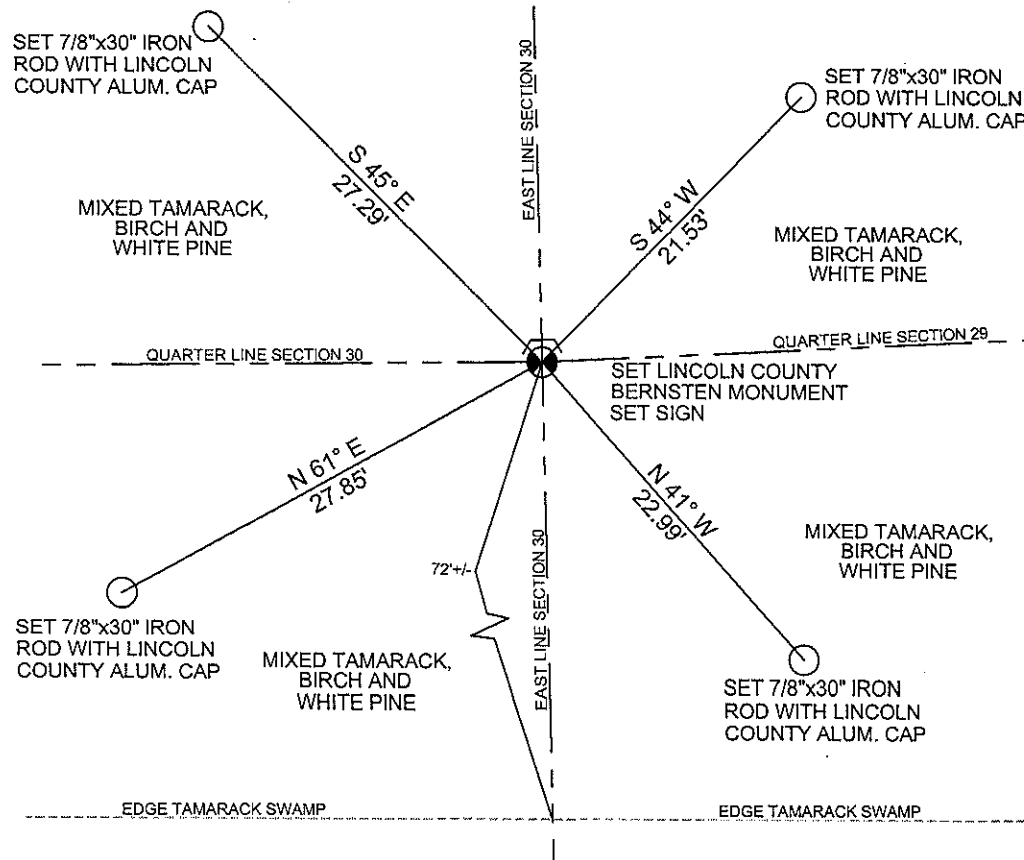 SET 7/8"x30" IRON
ROD WITH LINCOLN
COUNTY ALUM. CAP
EAST LINE SECTION 30
SET 7/8"x30" IRON
ROD WITH LINCOLN
COUNTY ALUM. CAP
S 45° E
27.29'
S 44° W
21.53'
MIXED TAMARACK,
BIRCH AND
WHITE PINE
MIXED TAMARACK,
BIRCH AND
WHITE PINE
QUARTER LINE SECTION 30
QUARTER LINE SECTION 29
SET LINCOLN COUNTY
BERNSTEN MONUMENT
SET SIGN
N 61° E
27.85'
N 41° W
22.99'
72'+/-
EAST LINE SECTION 30
MIXED TAMARACK,
BIRCH AND
WHITE PINE
SET 7/8"x30" IRON
ROD WITH LINCOLN
COUNTY ALUM. CAP
MIXED TAMARACK,
BIRCH AND
WHITE PINE
SET 7/8"x30" IRON
ROD WITH LINCOLN
COUNTY ALUM. CAP
EDGE TAMARACK SWAMP
EDGE TAMARACK SWAMP